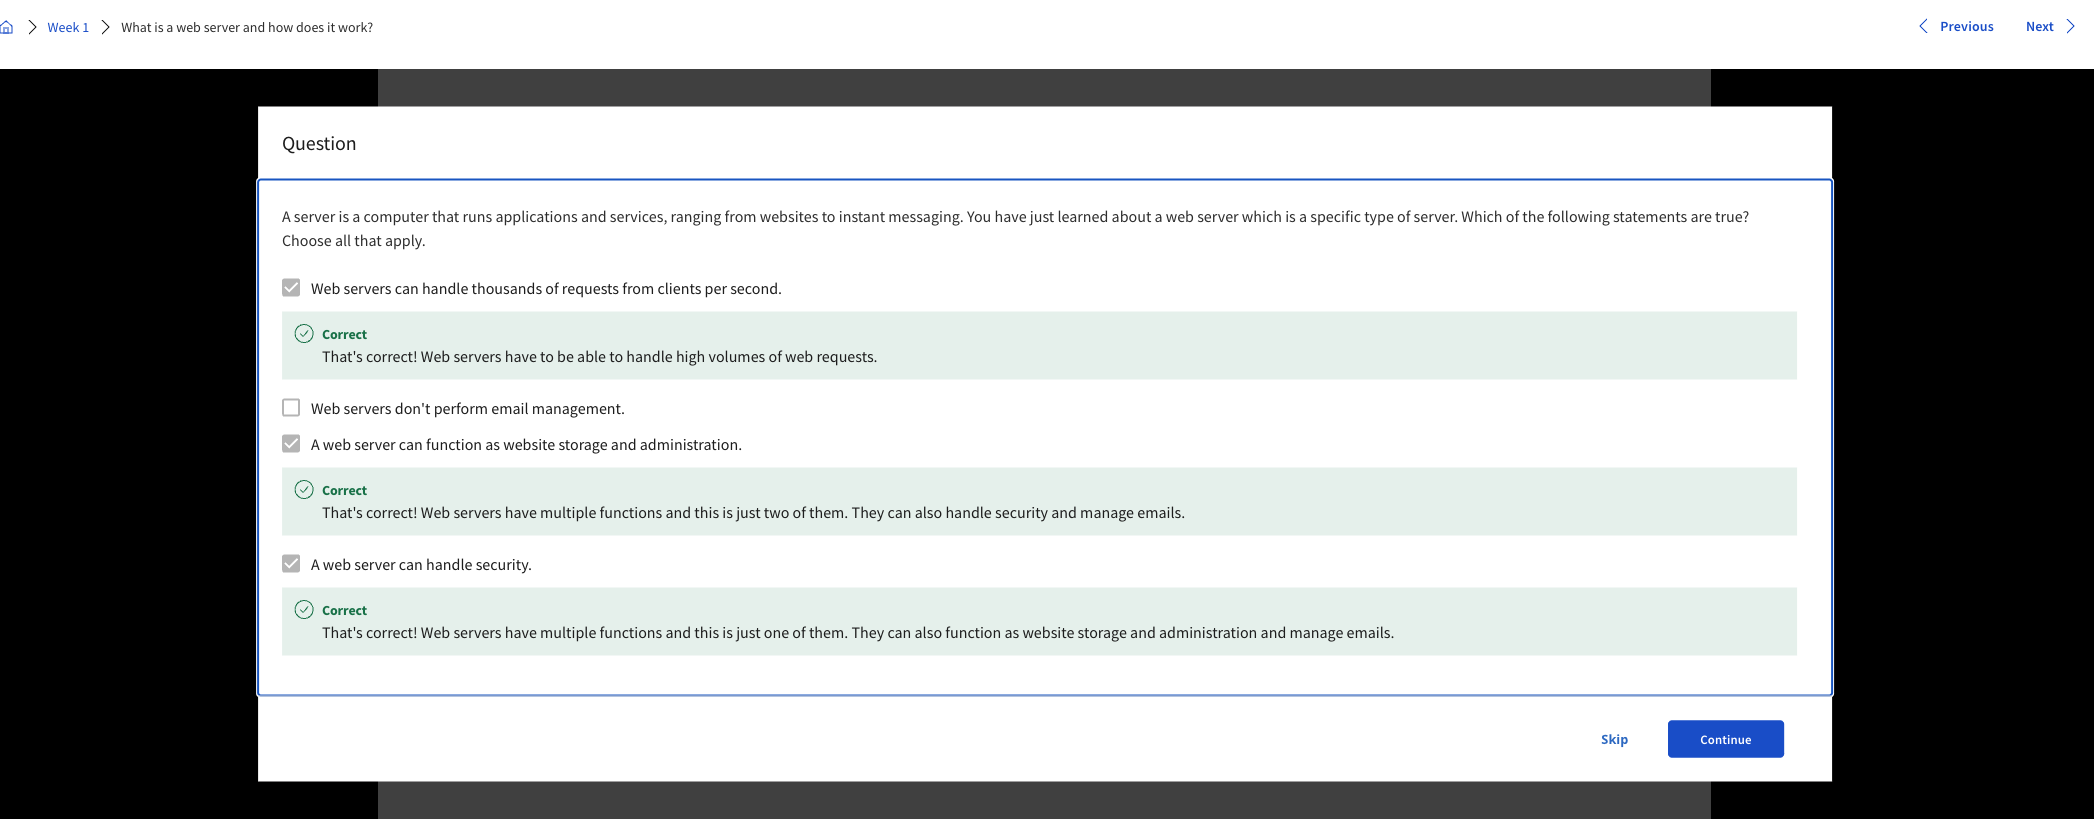 Week 1 What is a web server and how does it work? Previous Next
Question
A server is a computer that runs applications and services, ranging from websites to instant messaging. You have just learned about a web server which is a specific type of server. Which of the following statements are true?
Choose all that apply.
Web servers can handle thousands of requests from clients per second.
Correct
That's correct! Web servers have to be able to handle high volumes of web requests.
Web servers don't perform email management.
A web server can function as website storage and administration.
Correct
That's correct! Web servers have multiple functions and this is just two of them. They can also handle security and manage emails.
A web server can handle security.
Correct
That's correct! Web servers have multiple functions and this is just one of them. They can also function as website storage and administration and manage emails.
Skip Continue